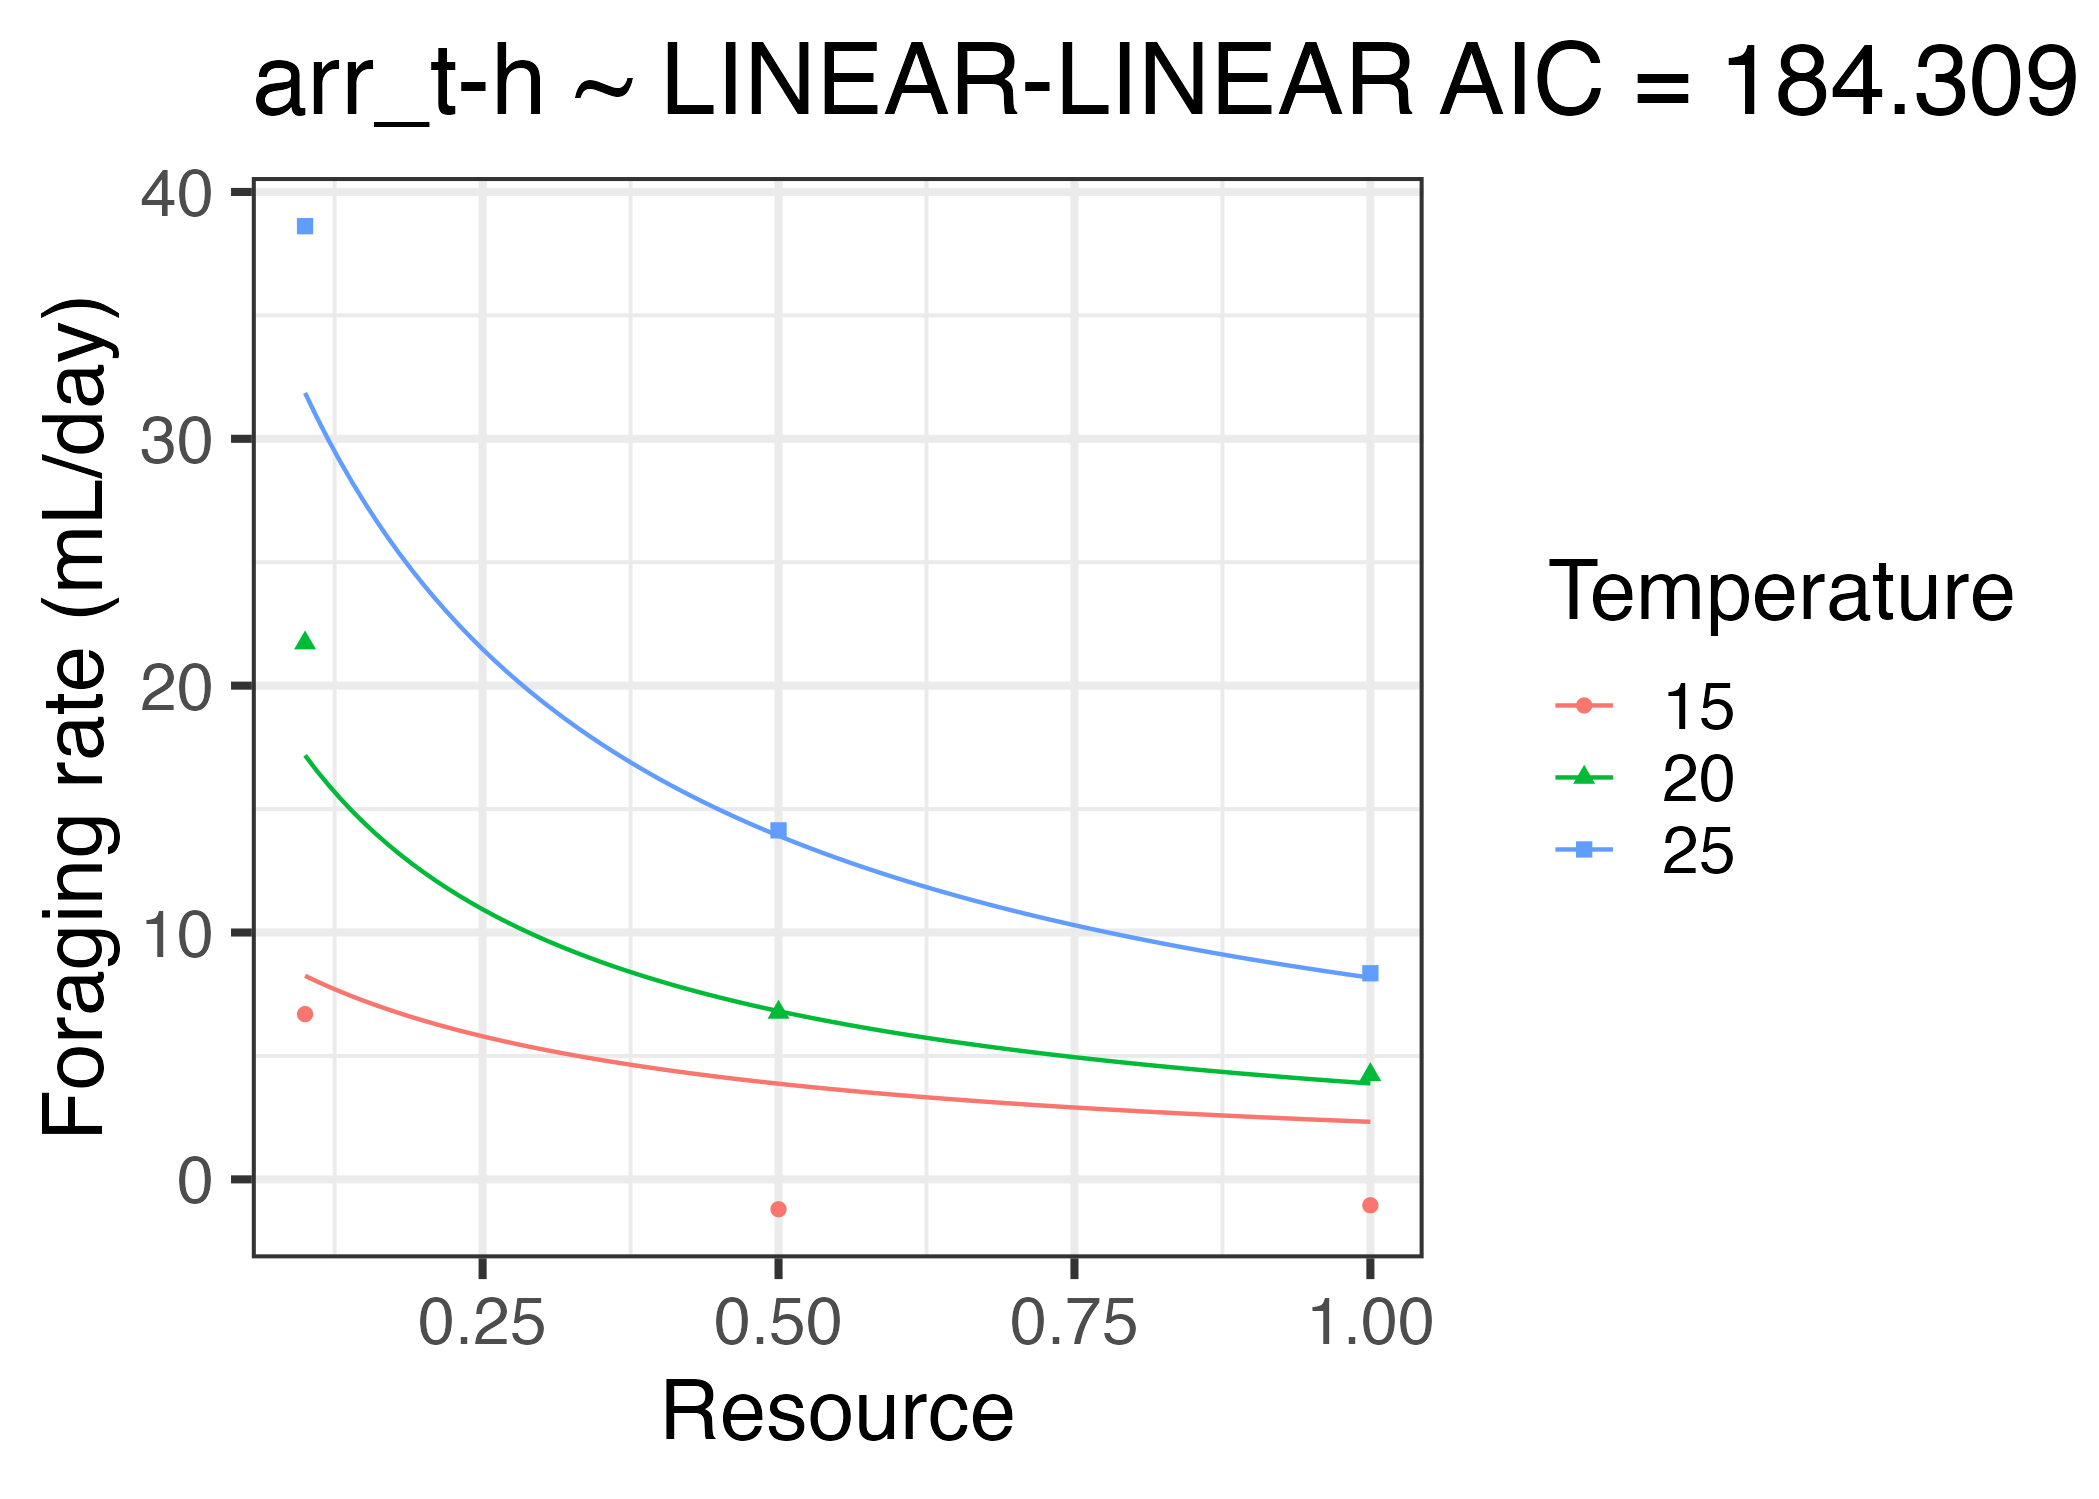 arr_t-h ~ LINEAR-LINEAR AIC = 184.309
Foraging rate (mL/day)
40
30
20
10
0
0.25 0.50 0.75 1.00
Resource
Temperature
15
20
25